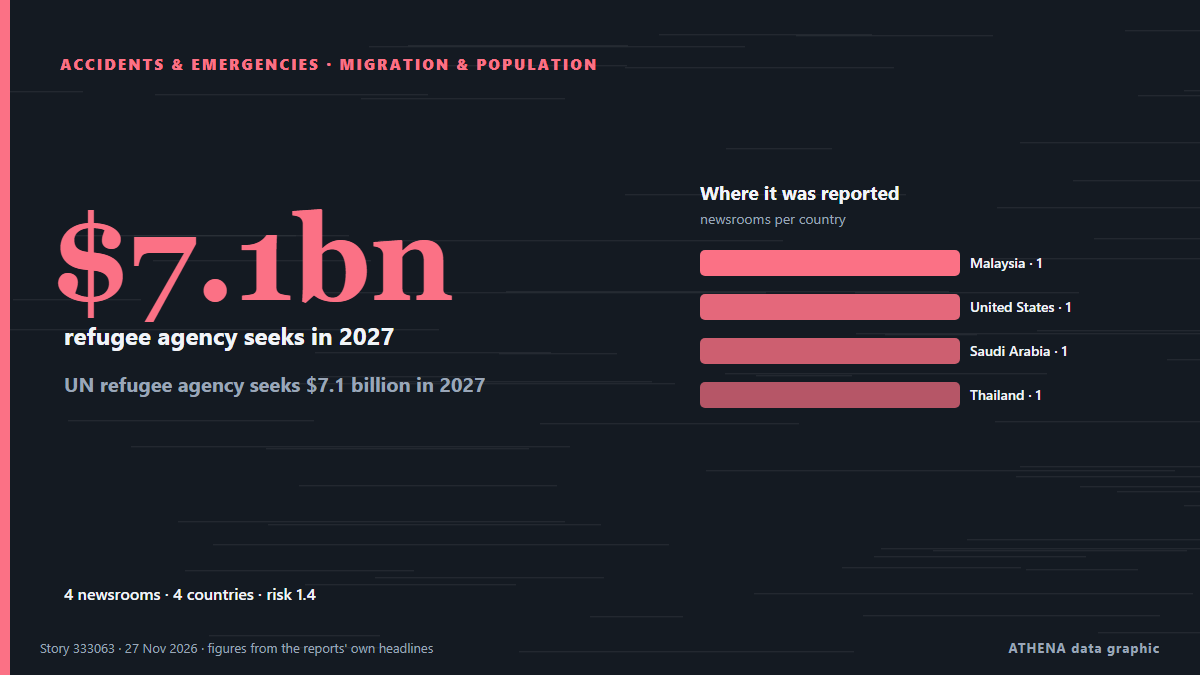 ACCIDENTS & EMERGENCIES · MIGRATION & POPULATION
$7.1bn
refugee agency seeks in 2027
UN refugee agency seeks $7.1 billion in 2027
Where it was reported
newsrooms per country
Malaysia · 1
United States · 1
Saudi Arabia · 1
Thailand · 1
4 newsrooms · 4 countries · risk 1.4
Story 333063 · 27 Nov 2026 · figures from the reports' own headlines
ATHENA data graphic